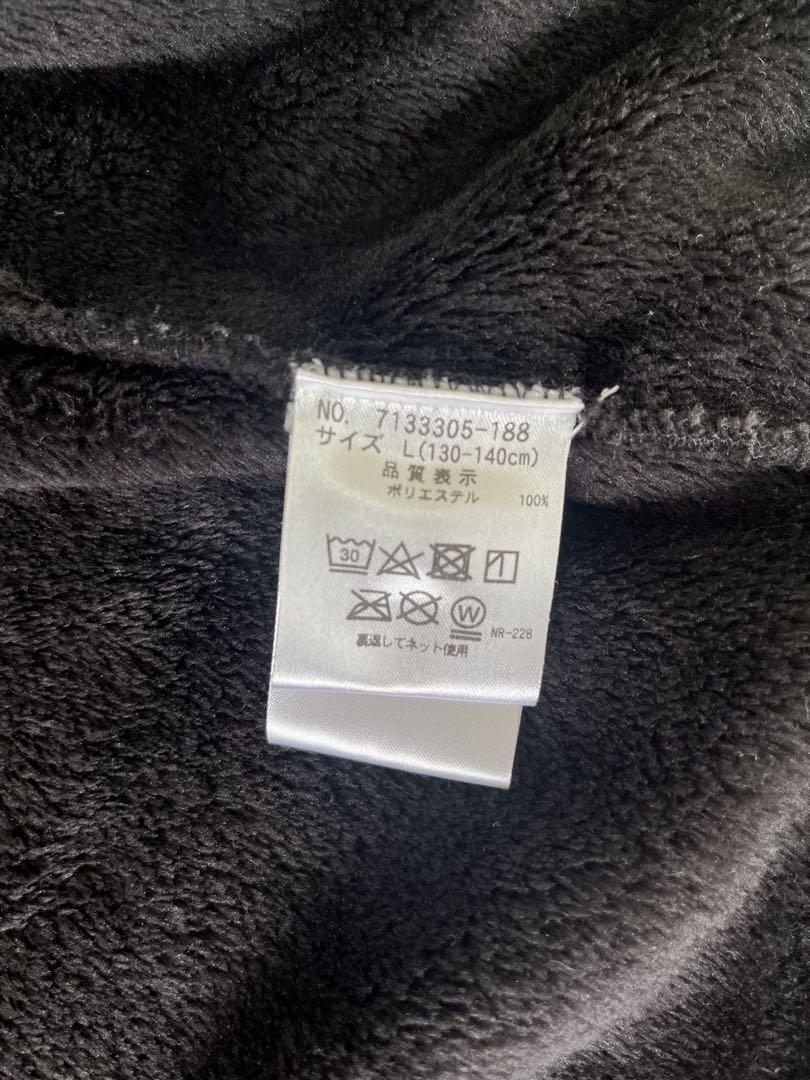 NO. 7133305-188
サイズ L(130-140cm)
品質表示
ポリエステル 100%
30
W NR-228
裏返してネット使用